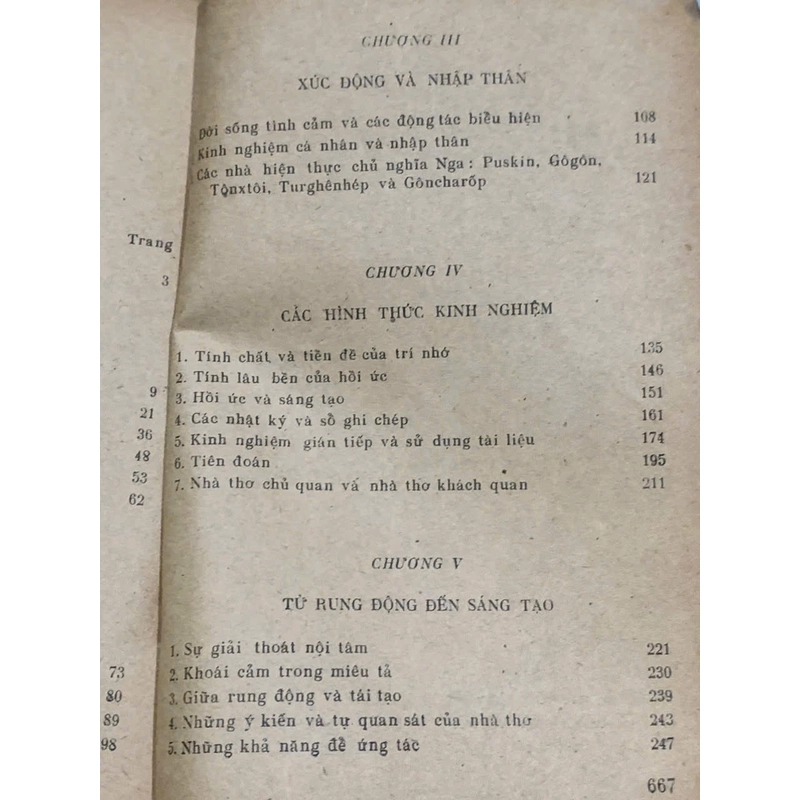 Trang
3
9
21
36
48
53
62
73
80
89
98
CHƯƠNG III
XÚC ĐỘNG VÀ NHẬP THÂN
Đời sống tình cảm và các động tác biểu hiện 108
Kinh nghiệm cá nhân và nhập thân 114
Các nhà hiện thực chủ nghĩa Nga : Puskin, Gôgôn,
Tônxtôi, Turghênhép và Gôncharốp 121
CHƯƠNG IV
CÁC HÌNH THỨC KINH NGHIỆM
1. Tính chất và tiền đề của trí nhớ 135
2. Tính lâu bền của hồi ức 146
3. Hồi ức và sáng tạo 151
4. Các nhật ký và sổ ghi chép 161
5. Kinh nghiệm gián tiếp và sử dụng tài liệu 174
6. Tiên đoán 195
7. Nhà thơ chủ quan và nhà thơ khách quan 211
CHƯƠNG V
TỪ RUNG ĐỘNG ĐẾN SÁNG TẠO
1. Sự giải thoát nội tâm 221
2. Khoái cảm trong miêu tả 230
3. Giữa rung động và tái tạo 239
4. Những ý kiến và tự quan sát của nhà thơ 243
5. Những khả năng để ứng tác 247
667